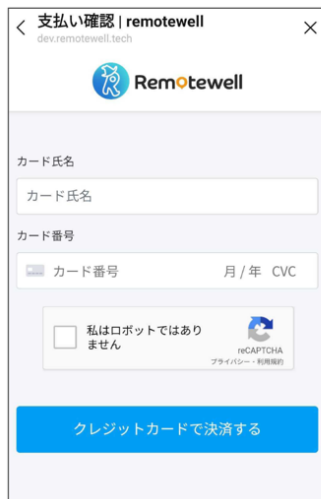 支払い確認 | remotewell
dev.remotewell.tech
Remotewell
カード氏名
カード氏名
カード番号
カード番号 月 / 年 CVC
私はロボットではあり
ません
reCAPTCHA
プライバシー - 利用規約
クレジットカードで決済する